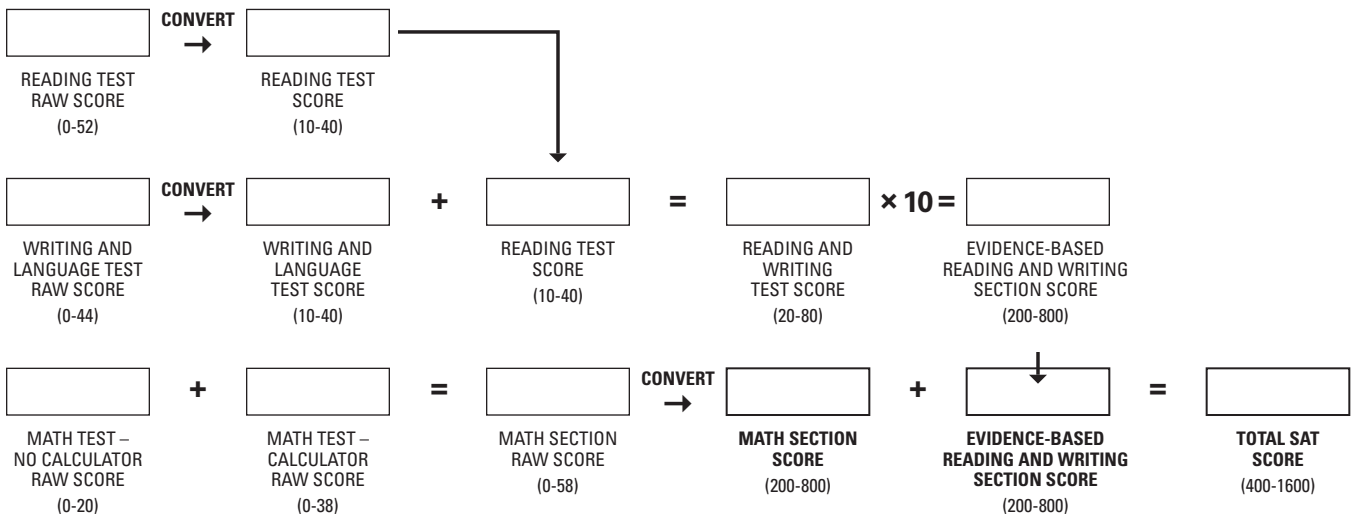 CONVERT
→
READING TEST
RAW SCORE
(0-52)
READING TEST
SCORE
(10-40)
CONVERT
→
+
=
× 10 =
WRITING AND
LANGUAGE TEST
RAW SCORE
(0-44)
WRITING AND
LANGUAGE
TEST SCORE
(10-40)
READING TEST
SCORE
(10-40)
READING AND
WRITING
TEST SCORE
(20-80)
EVIDENCE-BASED
READING AND WRITING
SECTION SCORE
(200-800)
+
=
CONVERT
→
+
=
MATH TEST –
NO CALCULATOR
RAW SCORE
(0-20)
MATH TEST –
CALCULATOR
RAW SCORE
(0-38)
MATH SECTION
RAW SCORE
(0-58)
MATH SECTION
SCORE
(200-800)
EVIDENCE-BASED
READING AND WRITING
SECTION SCORE
(200-800)
TOTAL SAT
SCORE
(400-1600)